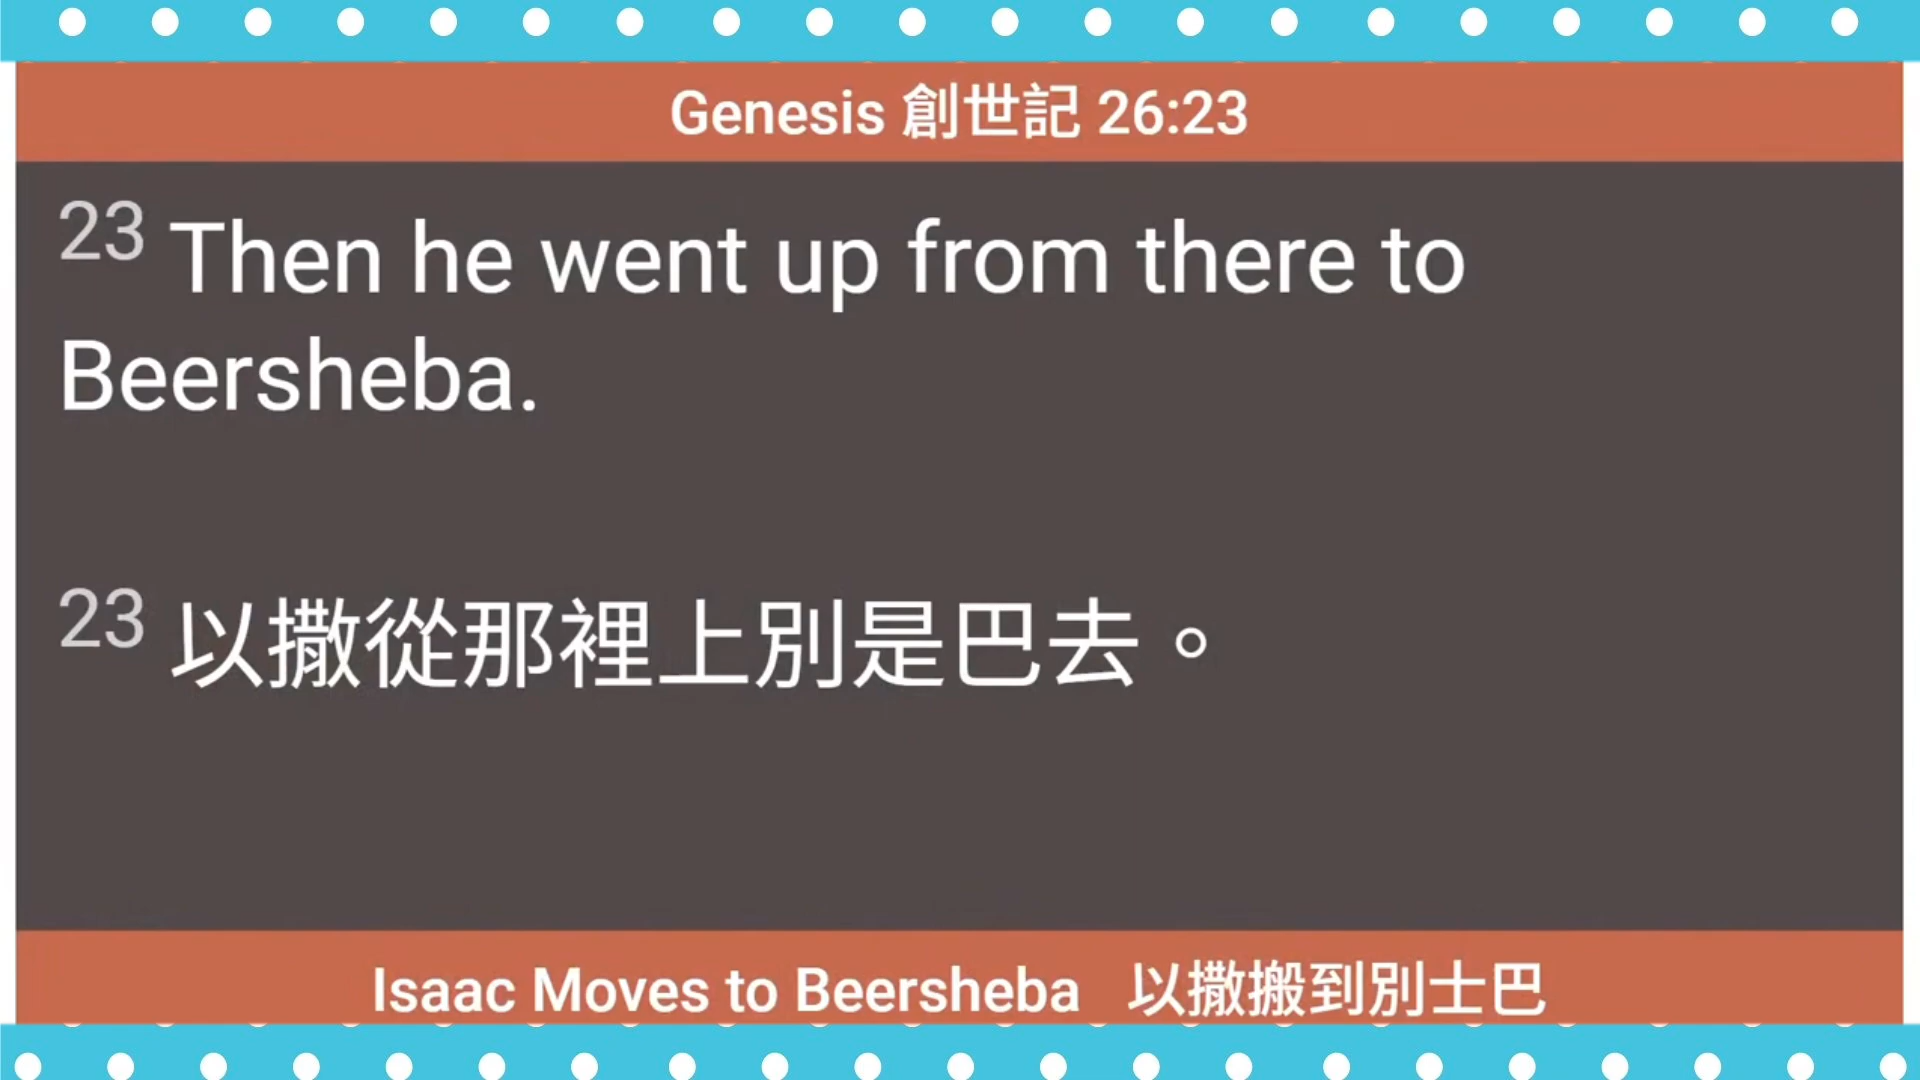 Genesis 創世記 26:23
23 Then he went up from there to
Beersheba.
23 以撒從那裡上別是巴去。
Isaac Moves to Beersheba 以撒搬到別士巴